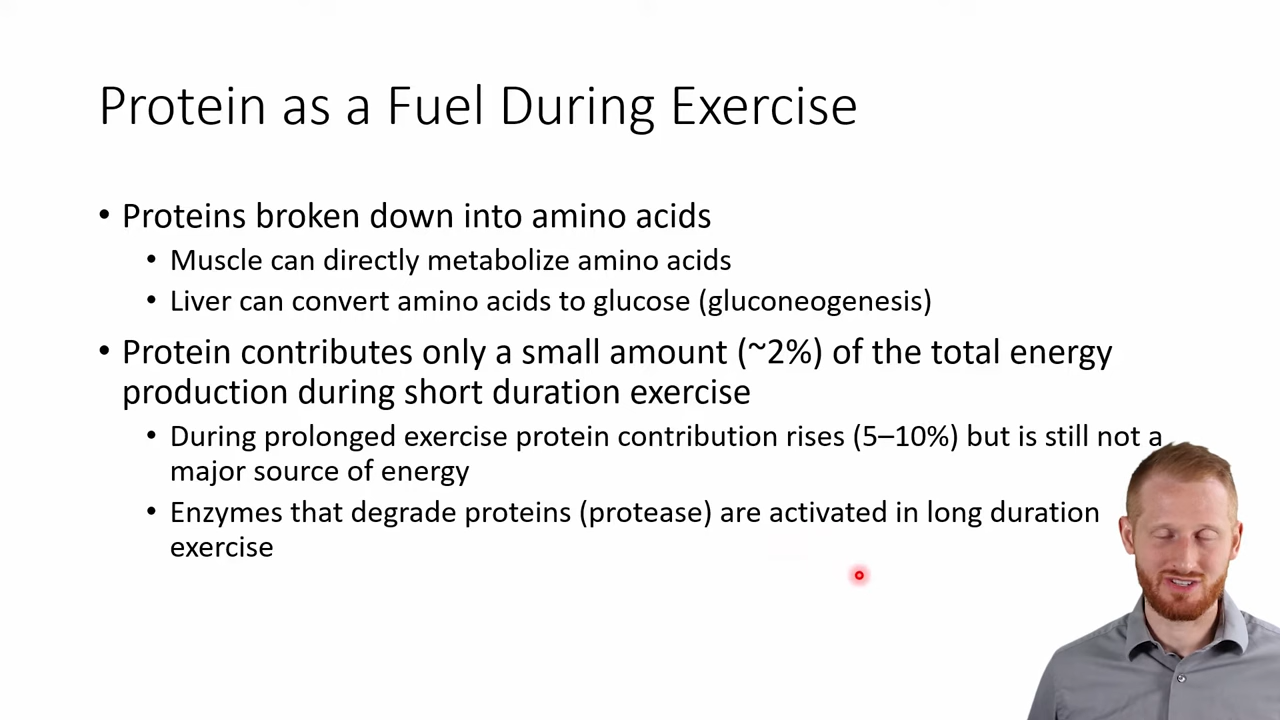 Protein as a Fuel During Exercise
• Proteins broken down into amino acids
• Muscle can directly metabolize amino acids
• Liver can convert amino acids to glucose (gluconeogenesis)
• Protein contributes only a small amount (~2%) of the total energy
production during short duration exercise
• During prolonged exercise protein contribution rises (5–10%) but is still not a
major source of energy
• Enzymes that degrade proteins (protease) are activated in long duration
exercise